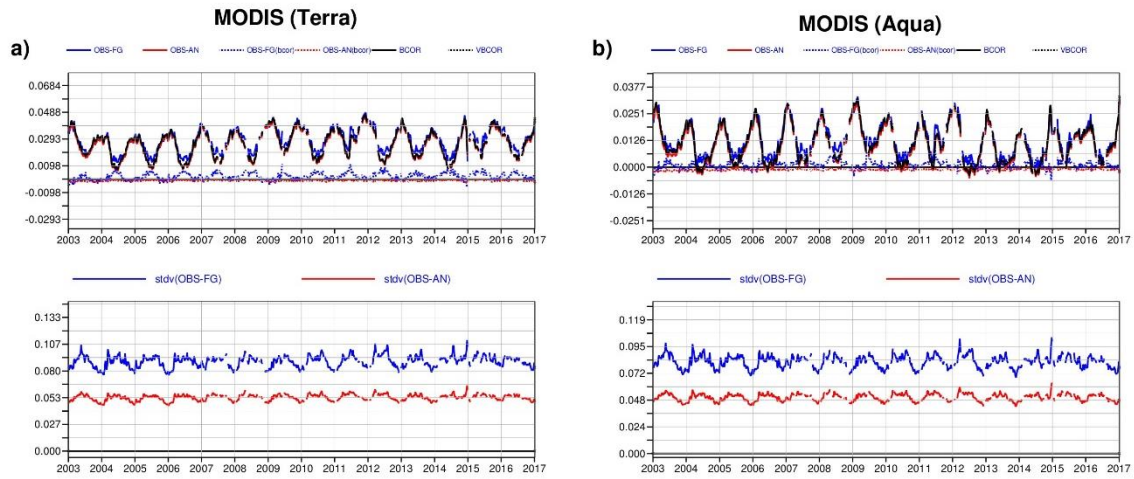 MODIS (Terra)
a)
OBS-FG OBS-AN OBS-FG(bcor) OBS-AN(bcor) BCOR VBCOR
0.0684
0.0488
0.0293
0.0098
-0.0098
-0.0293
2003 2004 2005 2006 2007 2008 2009 2010 2011 2012 2013 2014 2015 2016 2017
stdv(OBS-FG) stdv(OBS-AN)
0.133
0.107
0.080
0.053
0.027
0.000
2003 2004 2005 2006 2007 2008 2009 2010 2011 2012 2013 2014 2015 2016 2017
MODIS (Aqua)
b)
OBS-FG OBS-AN OBS-FG(bcor) OBS-AN(bcor) BCOR VBCOR
0.0377
0.0251
0.0126
0.0000
-0.0126
-0.0251
2003 2004 2005 2006 2007 2008 2009 2010 2011 2012 2013 2014 2015 2016 2017
stdv(OBS-FG) stdv(OBS-AN)
0.119
0.095
0.072
0.048
0.024
0.000
2003 2004 2005 2006 2007 2008 2009 2010 2011 2012 2013 2014 2015 2016 2017